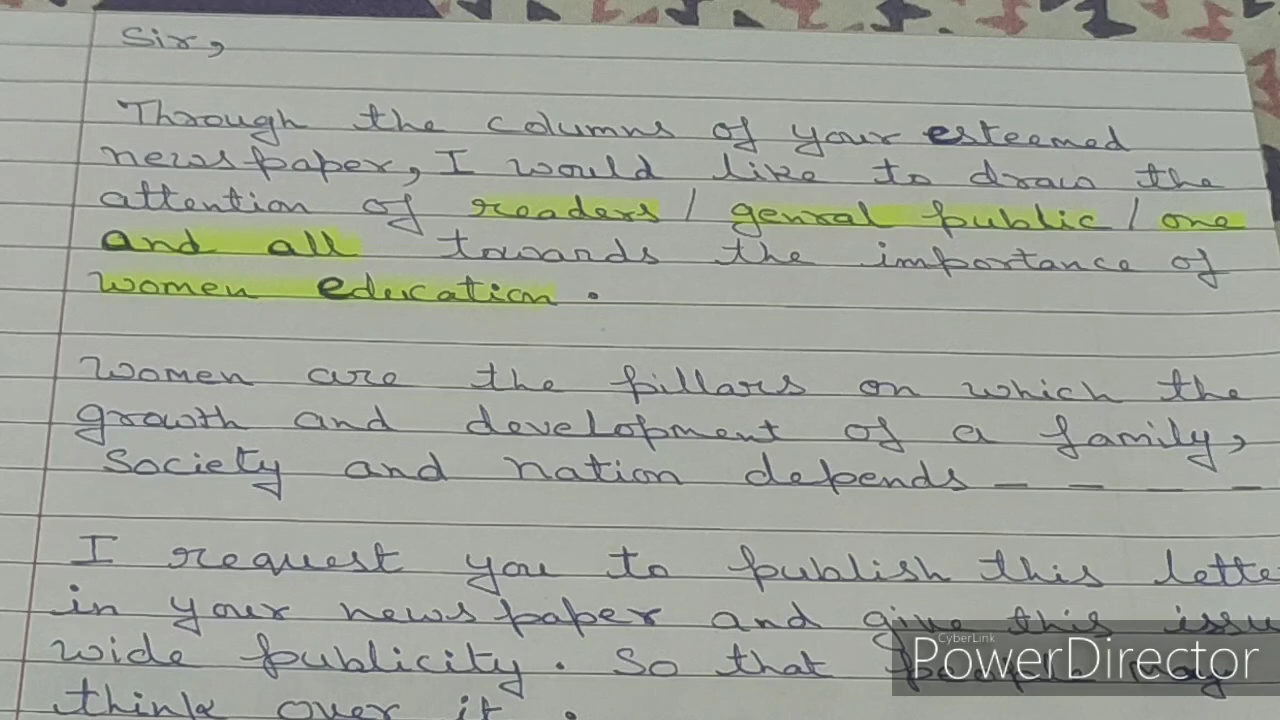 Sir,
Through the columns of your esteemed
newspaper, I would like to draw the
attention of readers / genral public / one
and all towards the importance of
women education.
Women are the pillars on which the
growth and development of a family,
society and nation depends - - - -
I request you to publish this lette
in your newspaper and give this issu
wide publicity. So that people may
think over it.
CyberLink
PowerDirector